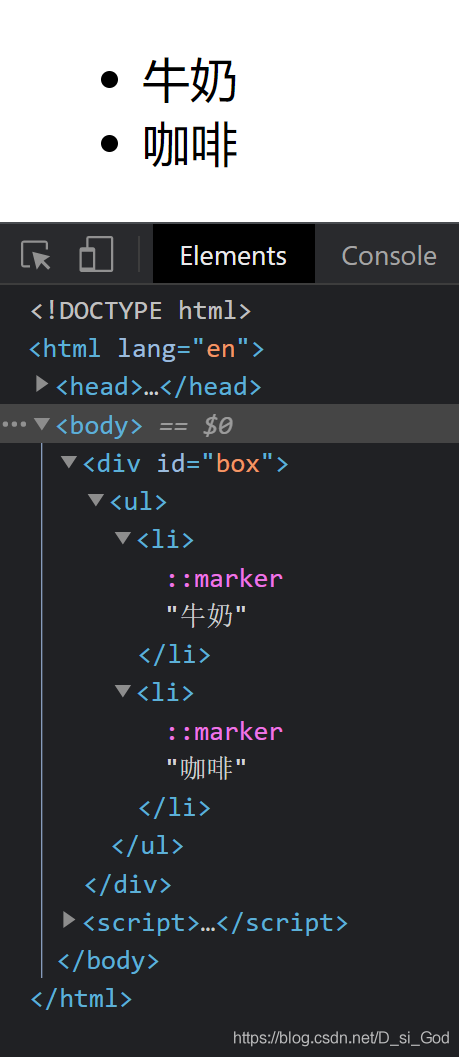 牛奶
咖啡
Elements Console
<!DOCTYPE html>
<html lang="en">
<head>…</head>
<body> == $0
<div id="box">
<ul>
<li>
::marker
"牛奶"
</li>
<li>
::marker
"咖啡"
</li>
</ul>
</div>
<script>…</script>
</body>
</html>
https://blog.csdn.net/D_si_God